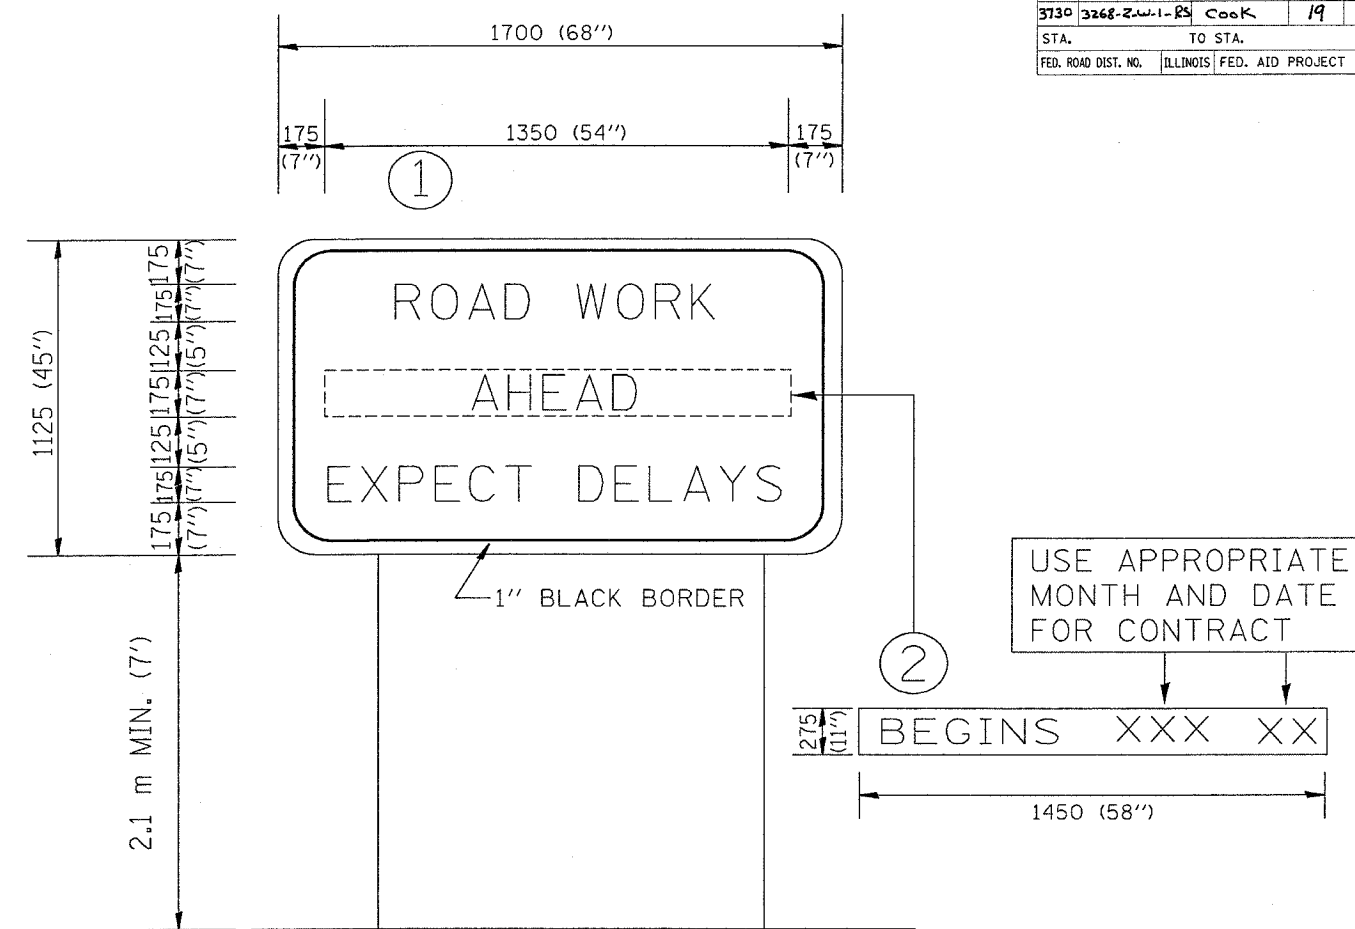 3730 3268-Z-W-1-RS COOK 19
STA. TO STA.
FED. ROAD DIST. NO. ILLINOIS FED. AID PROJECT
1700 (68")
175 (7")
1350 (54")
175 (7")
1
1125 (45")
175 (7")
175 (7")
125 (5")
175 (7")
125 (5")
175 (7")
175 (7")
ROAD WORK
AHEAD
EXPECT DELAYS
1" BLACK BORDER
2.1 m MIN. (7')
USE APPROPRIATE
MONTH AND DATE
FOR CONTRACT
2
275 (11")
BEGINS XXX XX
1450 (58")